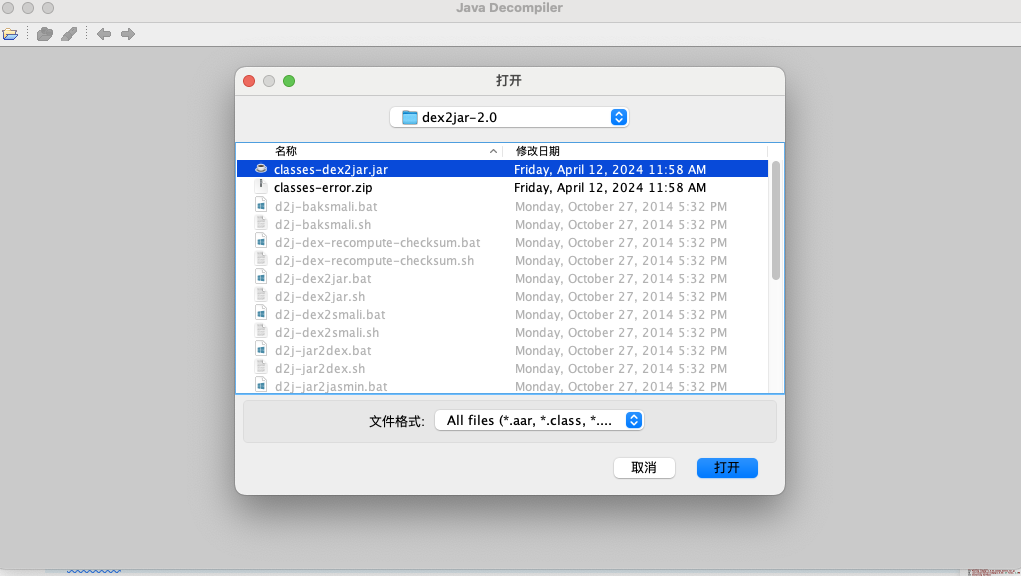 Java Decompiler
打开
dex2jar-2.0
名称 修改日期
classes-dex2jar.jar Friday, April 12, 2024 11:58 AM
classes-error.zip Friday, April 12, 2024 11:58 AM
d2j-baksmali.bat Monday, October 27, 2014 5:32 PM
d2j-baksmali.sh Monday, October 27, 2014 5:32 PM
d2j-dex-recompute-checksum.bat Monday, October 27, 2014 5:32 PM
d2j-dex-recompute-checksum.sh Monday, October 27, 2014 5:32 PM
d2j-dex2jar.bat Monday, October 27, 2014 5:32 PM
d2j-dex2jar.sh Monday, October 27, 2014 5:32 PM
d2j-dex2smali.bat Monday, October 27, 2014 5:32 PM
d2j-dex2smali.sh Monday, October 27, 2014 5:32 PM
d2j-jar2dex.bat Monday, October 27, 2014 5:32 PM
d2j-jar2dex.sh Monday, October 27, 2014 5:32 PM
d2j-jar2jasmin.bat Monday, October 27, 2014 5:32 PM
文件格式: All files (*.aar, *.class, *....
取消 打开